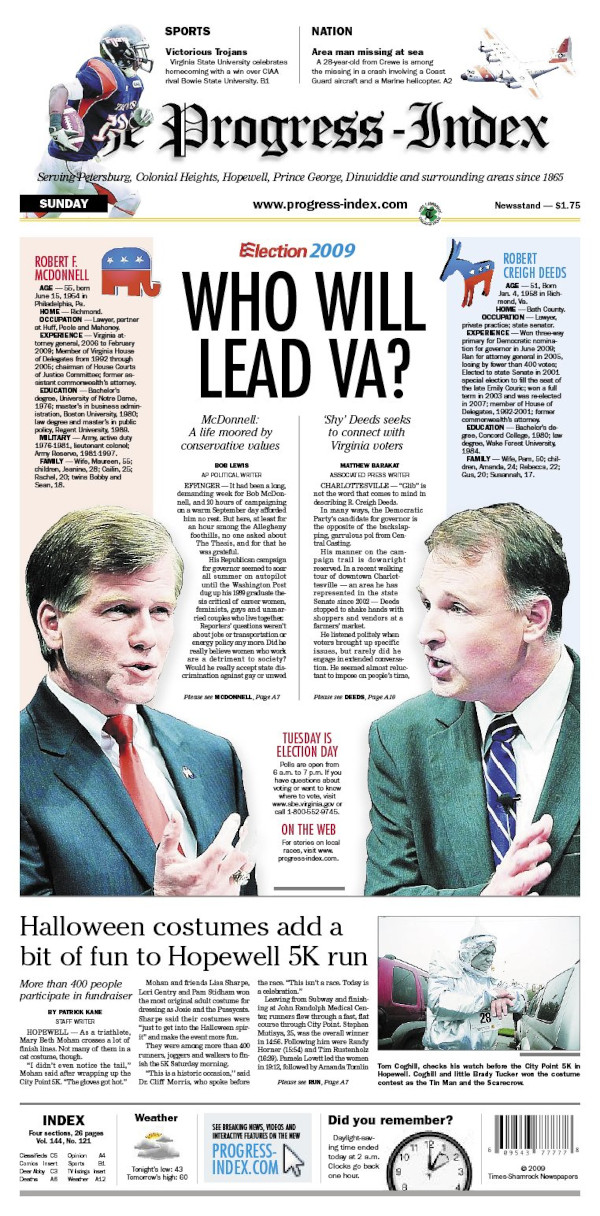 SPORTS
Victorious Trojans
Virginia State University celebrates
homecoming with a win over CIAA
rival Bowie State University. B1
NATION
Area man missing at sea
A 28-year-old from Crewe is among
the missing in a crash involving a Coast
Guard aircraft and a Marine helicopter. A2
e Progress-Index
Serving Petersburg, Colonial Heights, Hopewell, Prince George, Dinwiddie and surrounding areas since 1865
SUNDAY
www.progress-index.com
Newsstand — $1.75
ROBERT F.
MCDONNELL
AGE — 55, born
June 15, 1954 in
Philadelphia, Pa.
HOME — Richmond.
OCCUPATION — Lawyer, partner
at Huff, Poole and Mahoney.
EXPERIENCE — Virginia at-
torney general, 2006 to February
2009; Member of Virginia House
of Delegates from 1992 through
2005; chairman of House Courts
of Justice Committee; former as-
sistant commonwealth's attorney.
EDUCATION — Bachelor's
degree, University of Notre Dame,
1976; master's in business admin-
istration, Boston University, 1980;
law degree and master's in public
policy, Regent University, 1989.
MILITARY — Army, active duty
1976-1981, lieutenant colonel;
Army Reserve, 1981-1997.
FAMILY — Wife, Maureen, 55;
children, Jeanine, 28; Cailin, 25;
Rachel, 20; twins Bobby and
Sean, 18.
Election 2009
WHO WILL
LEAD VA?
McDonnell:
A life moored by
conservative values
BOB LEWIS
AP POLITICAL WRITER
EFFINGER — It had been a long,
demanding week for Bob McDon-
nell, and 20 hours of campaigning
on a warm September day afforded
him no rest. But here, at least for
an hour among the Allegheny
foothills, no one asked about
The Thesis, and for that he
was grateful.
His Republican campaign
for governor seemed to soar
all summer on autopilot
until the Washington Post
dug up his 1989 graduate the-
sis critical of career women,
feminists, gays and unmar-
ried couples who live together.
Reporters' questions weren't
about jobs or transportation or
energy policy any more. Did he
really believe women who work
are a detriment to society?
Would he really accept state dis-
crimination against gay or unwed
Please see MCDONNELL, Page A7
'Shy' Deeds seeks
to connect with
Virginia voters
MATTHEW BARAKAT
ASSOCIATED PRESS WRITER
CHARLOTTESVILLE — "Glib" is
not the word that comes to mind in
describing R. Creigh Deeds.
In many ways, the Democratic
Party's candidate for governor is
the opposite of the backslap-
ping, garrulous pol from Cen-
tral Casting.
His manner on the cam-
paign trail is downright
reserved. In a recent walking
tour of downtown Charlot-
tesville — an area he has
represented in the state
Senate since 2002 — Deeds
stopped to shake hands with
shoppers and vendors at a
farmers' market.
He listened politely when
voters brought up specific
issues, but rarely did he
engage in extended conversa-
tion. He seemed almost reluc-
tant to impose on people's time,
Please see DEEDS, Page A16
ROBERT
CREIGH DEEDS
AGE — 51, Born
Jan. 4, 1958 in Rich-
mond, Va.
HOME — Bath County.
OCCUPATION — Lawyer,
private practice; state senator.
EXPERIENCE — Won three-way
primary for Democratic nomina-
tion for governor in June 2009;
Ran for attorney general in 2005,
losing by fewer than 400 votes;
Elected to state Senate in 2001
special election to fill the seat of
the late Emily Couric; won a full
term in 2003 and was re-elected
in 2007; member of House of
Delegates, 1992-2001; former
commonwealth's attorney.
EDUCATION — Bachelor's de-
gree, Concord College, 1980; law
degree, Wake Forest University,
1984.
FAMILY — Wife, Pam, 50; chil-
dren, Amanda, 24; Rebecca, 22;
Gus, 20; Susannah, 17.
TUESDAY IS
ELECTION DAY
Polls are open from
6 a.m. to 7 p.m. If you
have questions about
voting or want to know
where to vote, visit
www.sbe.virginia.gov or
call 1-800-552-9745.
ON THE WEB
For stories on local
races, visit www.
progress-index.com.
Halloween costumes add a
bit of fun to Hopewell 5K run
More than 400 people
participate in fundraiser
BY PATRICK KANE
STAFF WRITER
HOPEWELL — As a triathlete,
Mary Beth Mohan crosses a lot of
finish lines. Not many of them in a
cat costume, though.
"I didn't even notice the tail,"
Mohan said after wrapping up the
City Point 5K. "The gloves got hot."
Mohan and friends Lisa Sharpe,
Lori Gentry and Pam Stidham won
the most original adult costume for
dressing as Josie and the Pussycats.
Sharpe said their costumes were
"just to get into the Halloween spir-
it" and make the event more fun.
They were among more than 400
runners, joggers and walkers to fin-
ish the 5K Saturday morning.
"This is a historic occasion," said
Dr. Cliff Morris, who spoke before
the race. "This isn't a race. Today is
a celebration."
Leaving from Subway and finish-
ing at John Randolph Medical Cen-
ter, runners flew through a fast, flat
course through City Point. Stephen
Mutisya, 25, was the overall winner
in 14:56. Following him were Randy
Horner (15:54) and Tim Rustenholz
(16:29). Pamela Lovett led the women
in 19:12, followed by Amanda Tomlin
Please see RUN, Page A7
28
Tom Coghill, checks his watch before the City Point 5K in
Hopewell. Coghill and little Brady Tucker won the costume
contest as the Tin Man and the Scarecrow.
INDEX
Four sections, 26 pages
Vol. 144, No. 121
Classifieds C5
Comics Insert
Dear Abby C3
Deaths A8
Opinion A4
Sports B1
TV listings Insert
Weather A12
Weather
Tonight's low: 43
Tomorrow's high: 60
SEE BREAKING NEWS, VIDEOS AND
INTERACTIVE FEATURES ON THE NEW
PROGRESS-
INDEX.COM
Did you remember?
Daylight-sav-
ing time ended
today at 2 a.m.
Clocks go back
one hour.
6 09543 77777 8
© 2009
Times-Shamrock Newspapers